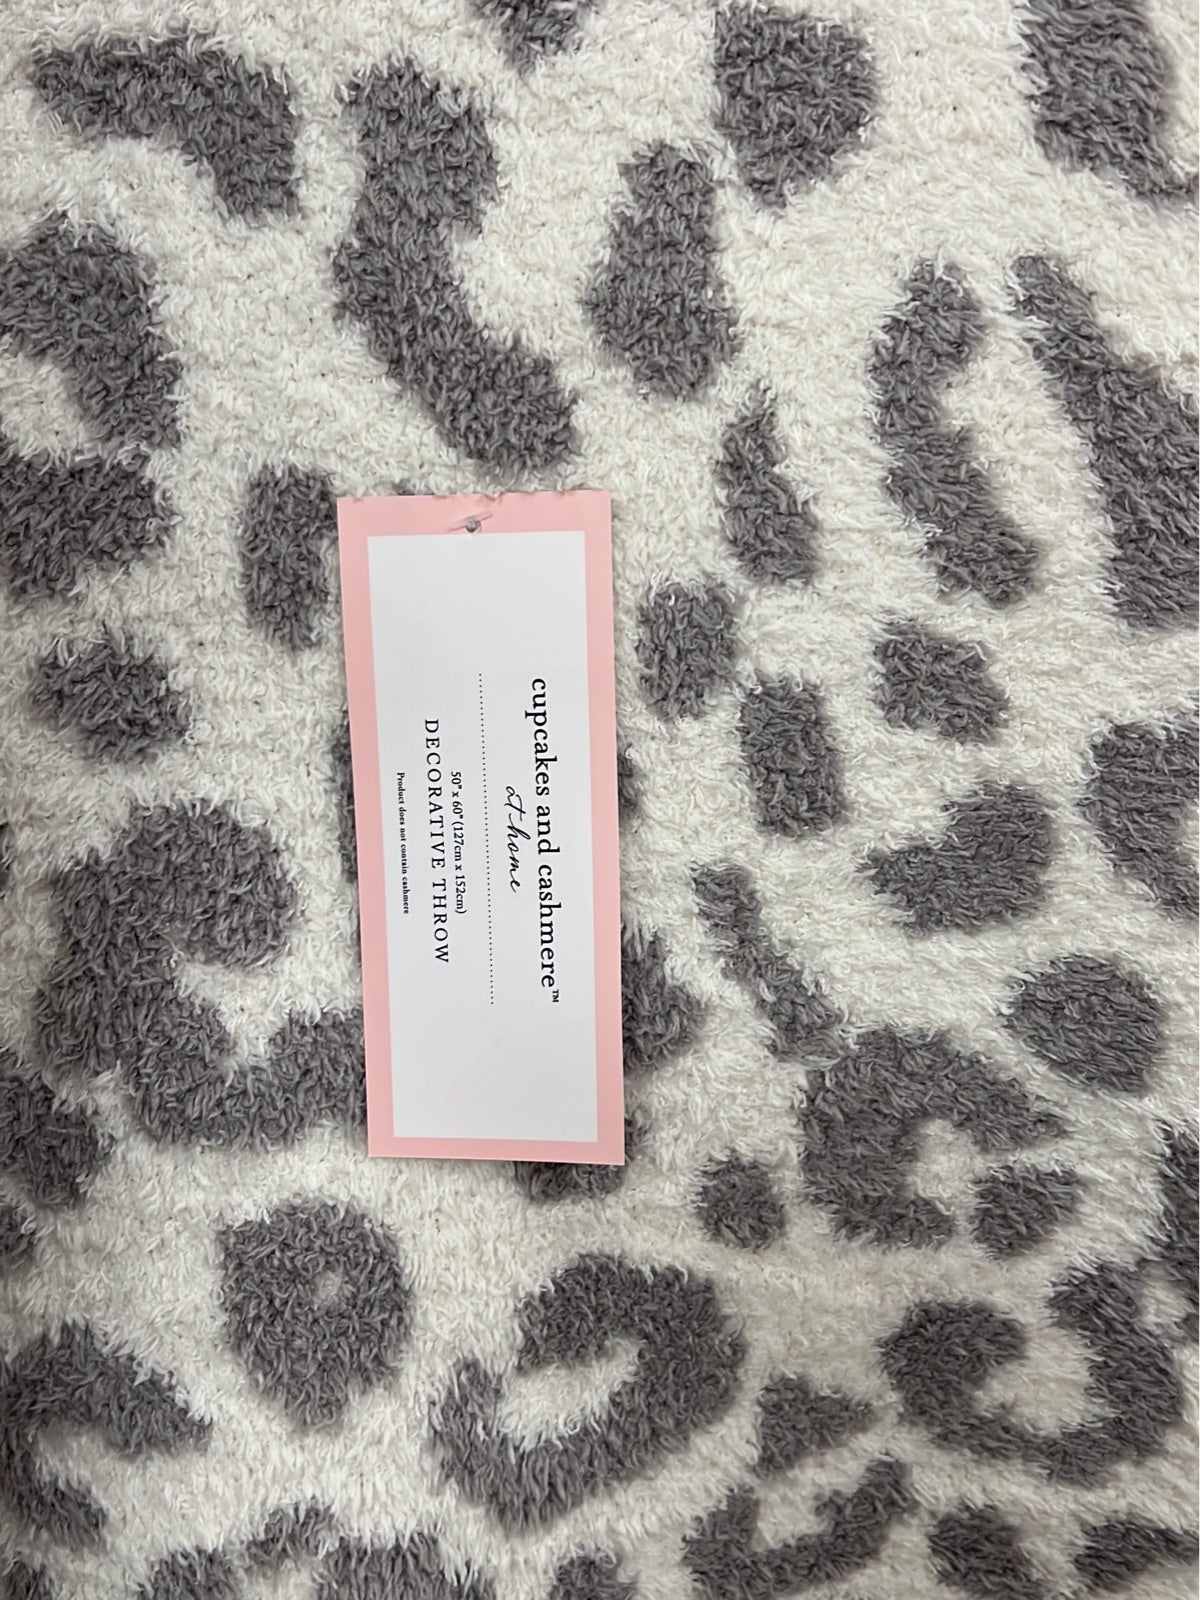 cupcakes and cashmere™
at home
50" x 60" (127cm x 152cm)
DECORATIVE THROW
Product does not contain cashmere